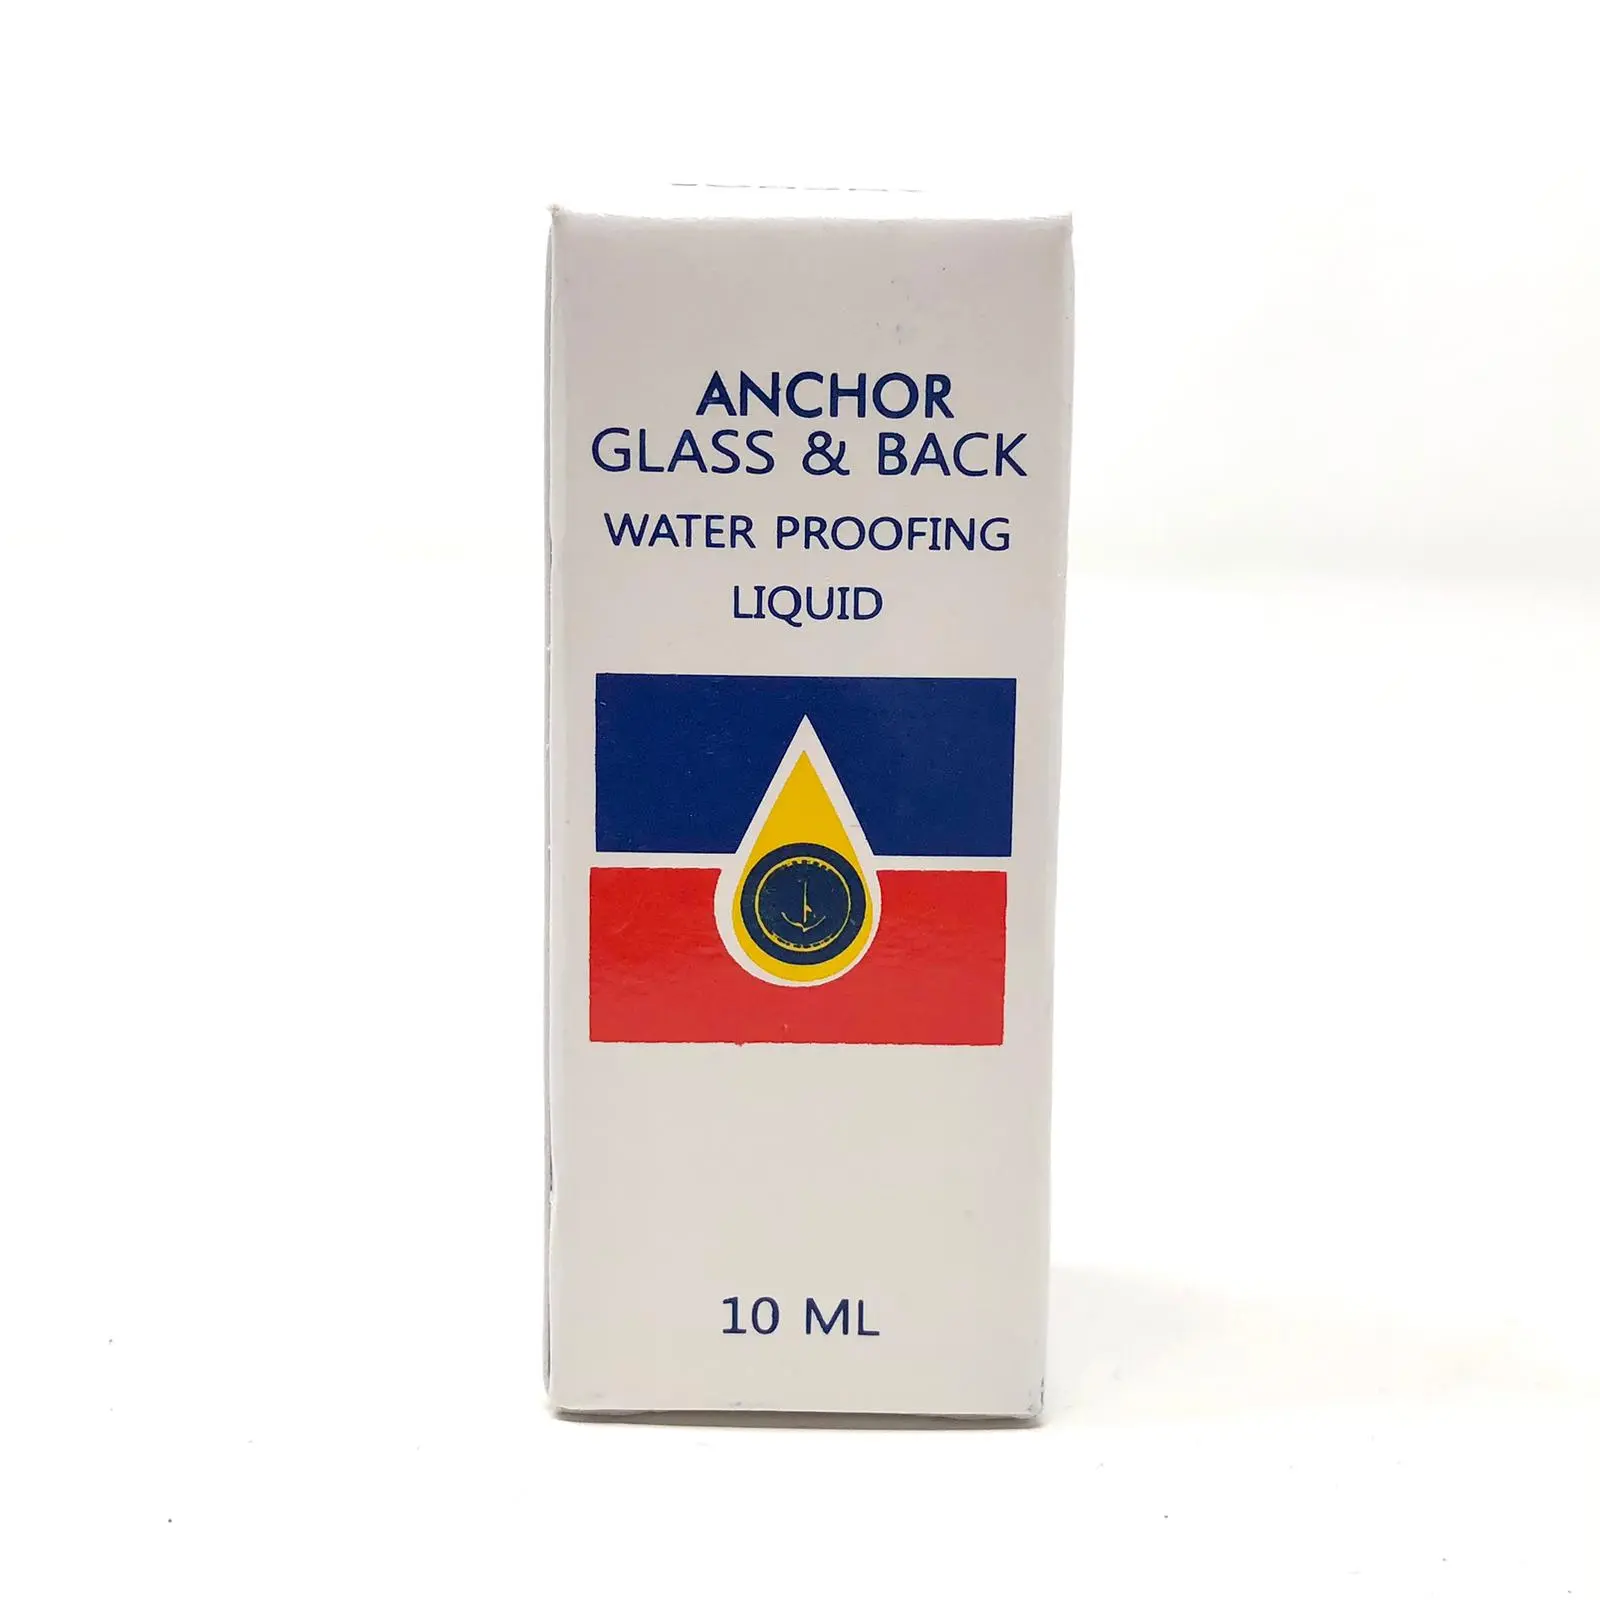 ANCHOR
GLASS & BACK
WATER PROOFING
LIQUID
10 ML